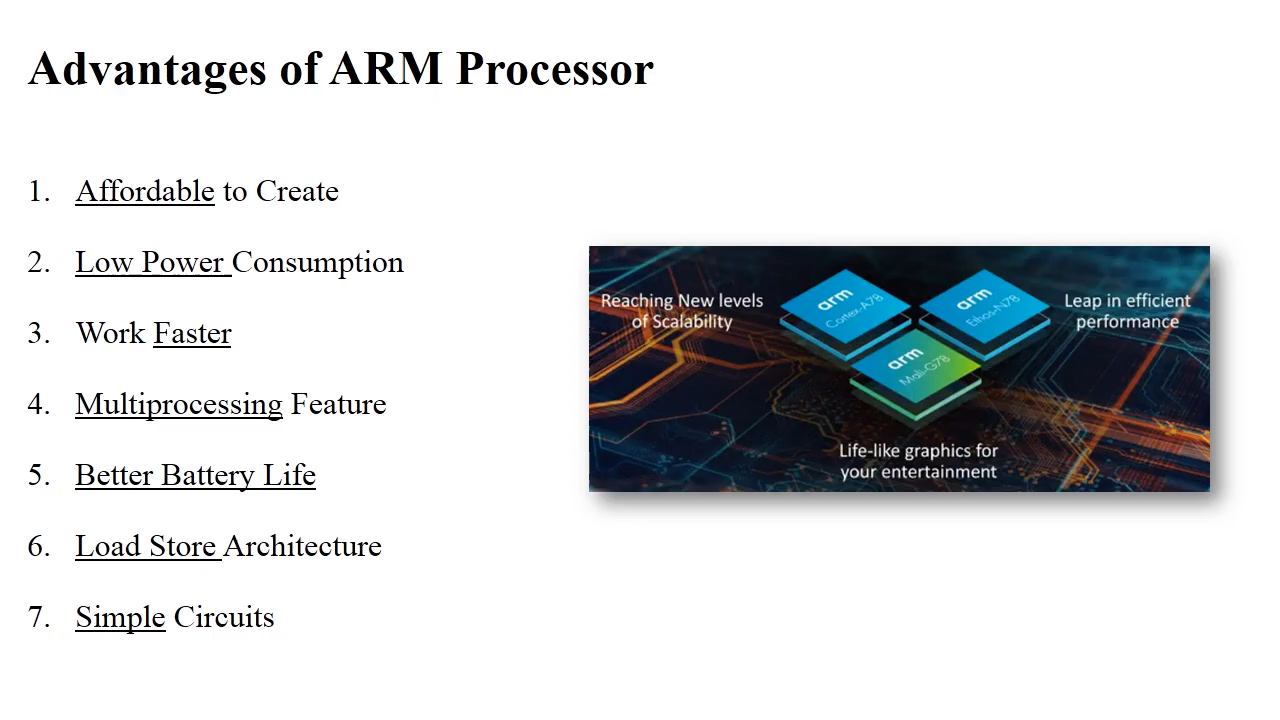 Advantages of ARM Processor
1. Affordable to Create
2. Low Power Consumption
3. Work Faster
4. Multiprocessing Feature
5. Better Battery Life
6. Load Store Architecture
7. Simple Circuits
Reaching New levels
of Scalability
arm
Cortex-A78
arm
Ethos-N78
Leap in efficient
performance
arm
Mali-G78
Life-like graphics for
your entertainment